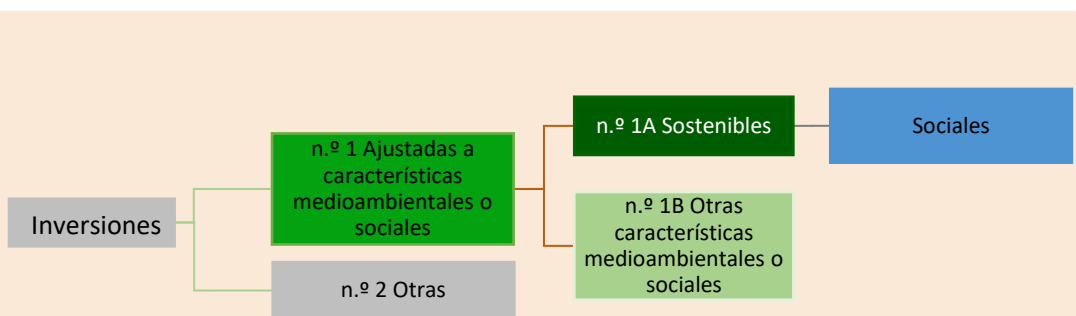 Inversiones
n.º 1 Ajustadas a
características
medioambientales o
sociales
n.º 2 Otras
n.º 1A Sostenibles
n.º 1B Otras
características
medioambientales o
sociales
Sociales